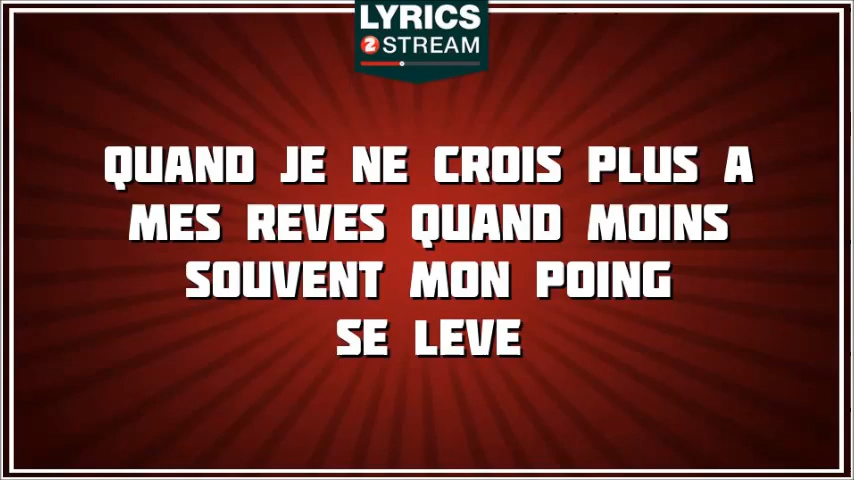 LYRICS
2 STREAM
QUAND JE NE CROIS PLUS A
MES REVES QUAND MOINS
SOUVENT MON POING
SE LEVE